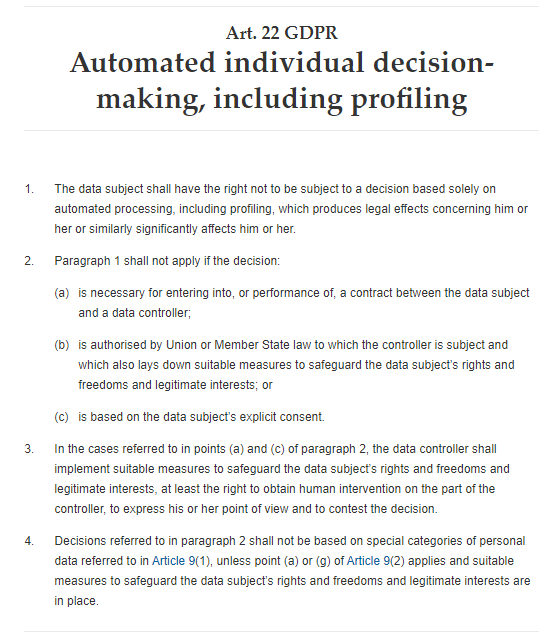 Art. 22 GDPR
Automated individual decision-
making, including profiling
1. The data subject shall have the right not to be subject to a decision based solely on
automated processing, including profiling, which produces legal effects concerning him or
her or similarly significantly affects him or her.
2. Paragraph 1 shall not apply if the decision:
(a) is necessary for entering into, or performance of, a contract between the data subject
and a data controller;
(b) is authorised by Union or Member State law to which the controller is subject and
which also lays down suitable measures to safeguard the data subject's rights and
freedoms and legitimate interests; or
(c) is based on the data subject's explicit consent.
3. In the cases referred to in points (a) and (c) of paragraph 2, the data controller shall
implement suitable measures to safeguard the data subject's rights and freedoms and
legitimate interests, at least the right to obtain human intervention on the part of the
controller, to express his or her point of view and to contest the decision.
4. Decisions referred to in paragraph 2 shall not be based on special categories of personal
data referred to in Article 9(1), unless point (a) or (g) of Article 9(2) applies and suitable
measures to safeguard the data subject's rights and freedoms and legitimate interests are
in place.